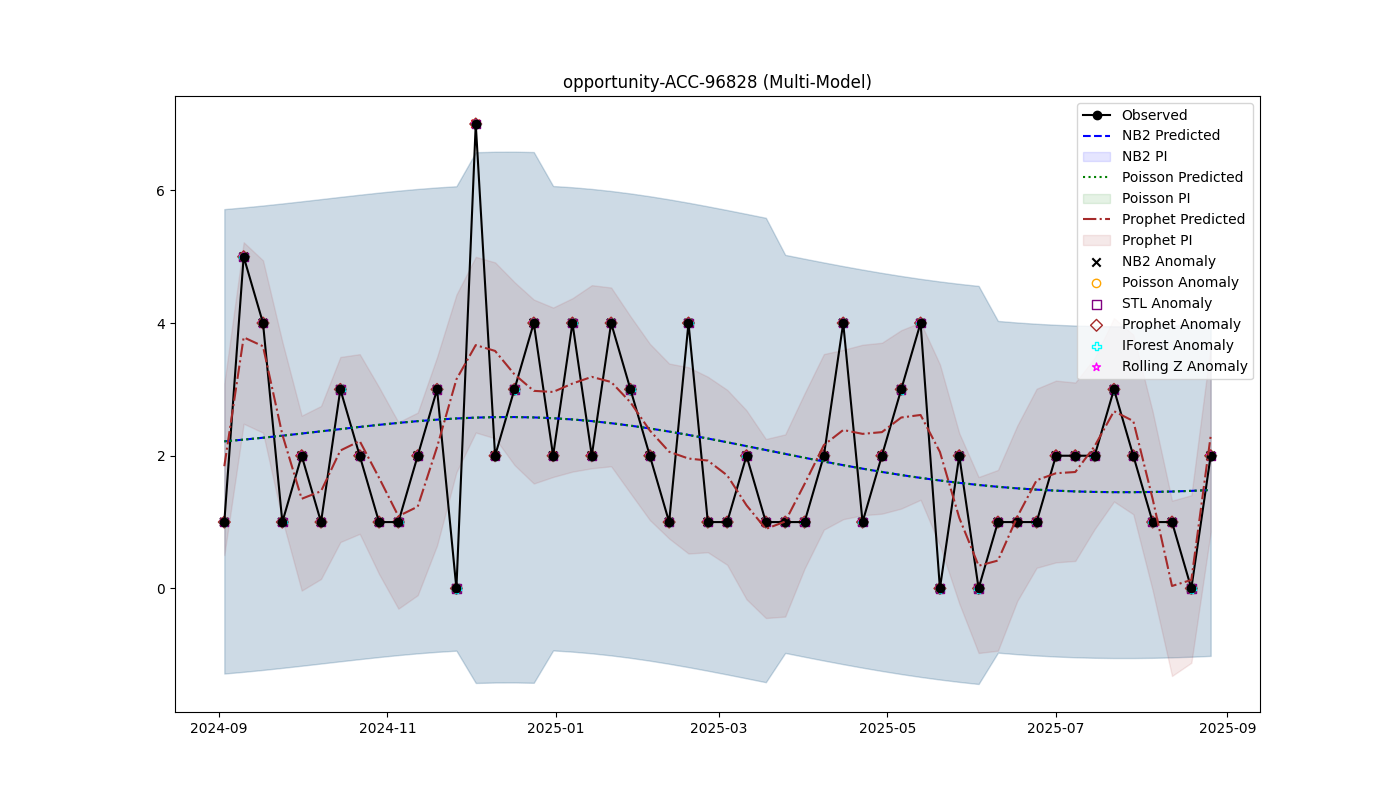 opportunity-ACC-96828 (Multi-Model)
Observed
NB2 Predicted
NB2 PI
Poisson Predicted
Poisson PI
Prophet Predicted
Prophet PI
NB2 Anomaly
Poisson Anomaly
STL Anomaly
Prophet Anomaly
IForest Anomaly
Rolling Z Anomaly
6
4
2
0
2024-09
2024-11
2025-01
2025-03
2025-05
2025-07
2025-09